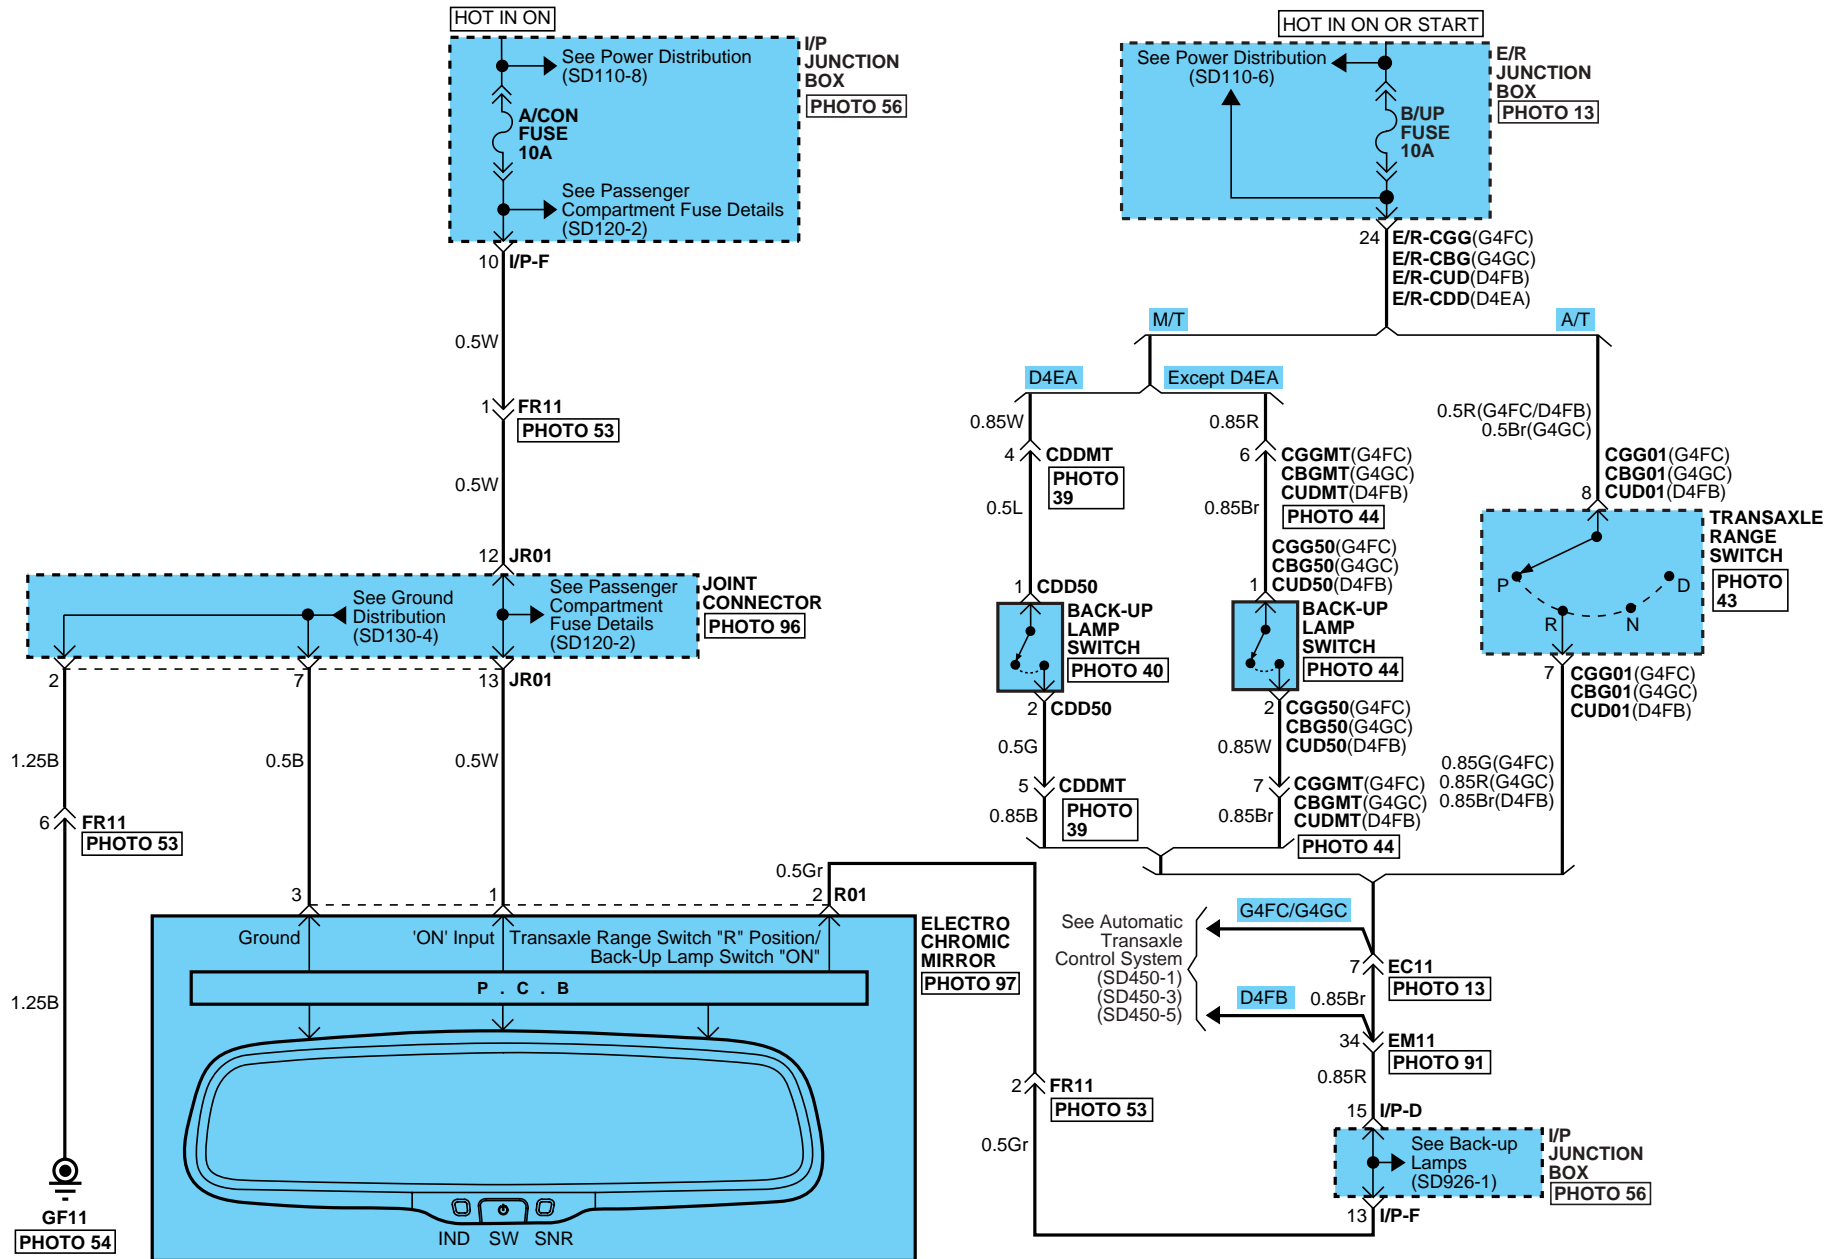 HOT IN ON
See Power Distribution
(SD110-8)
I/P
JUNCTION
BOX
PHOTO 56
A/CON
FUSE
10A
See Passenger
Compartment Fuse Details
(SD120-2)
10 I/P-F
0.5W
1 FR11
PHOTO 53
0.5W
12 JR01
See Ground
Distribution
(SD130-4)
See Passenger
Compartment
Fuse Details
(SD120-2)
JOINT
CONNECTOR
PHOTO 96
2
7
13 JR01
1.25B
0.5B
0.5W
6 FR11
PHOTO 53
1.25B
GF11
PHOTO 54
0.5Gr
3
1
2 R01
Ground
'ON' Input
Transaxle Range Switch "R" Position/
Back-Up Lamp Switch "ON"
P . C . B
ELECTRO
CHROMIC
MIRROR
PHOTO 97
IND SW SNR
HOT IN ON OR START
See Power Distribution
(SD110-6)
E/R
JUNCTION
BOX
PHOTO 13
B/UP
FUSE
10A
24 E/R-CGG(G4FC)
E/R-CBG(G4GC)
E/R-CUD(D4FB)
E/R-CDD(D4EA)
M/T
A/T
D4EA
Except D4EA
0.85W
4 CDDMT
PHOTO
39
0.5L
1 CDD50
BACK-UP
LAMP
SWITCH
PHOTO 40
2 CDD50
0.5G
5 CDDMT
PHOTO
39
0.85B
0.85R
6 CGGMT(G4FC)
CBGMT(G4GC)
CUDMT(D4FB)
PHOTO 44
0.85Br
CGG50(G4FC)
CBG50(G4GC)
1 CUD50(D4FB)
BACK-UP
LAMP
SWITCH
PHOTO 44
2 CGG50(G4FC)
CBG50(G4GC)
CUD50(D4FB)
0.85W
7 CGGMT(G4FC)
CBGMT(G4GC)
CUDMT(D4FB)
PHOTO 44
0.85Br
0.5R(G4FC/D4FB)
0.5Br(G4GC)
CGG01(G4FC)
CBG01(G4GC)
8 CUD01(D4FB)
TRANSAXLE
RANGE
SWITCH
PHOTO
43
P
R
N
D
7 CGG01(G4FC)
CBG01(G4GC)
CUD01(D4FB)
0.85G(G4FC)
0.85R(G4GC)
0.85Br(D4FB)
See Automatic
Transaxle
Control System
(SD450-1)
(SD450-3)
(SD450-5)
G4FC/G4GC
7 EC11
PHOTO 13
D4FB
0.85Br
34 EM11
PHOTO 91
0.85R
15 I/P-D
See Back-up
Lamps
(SD926-1)
I/P
JUNCTION
BOX
PHOTO 56
13 I/P-F
2 FR11
PHOTO 53
0.5Gr